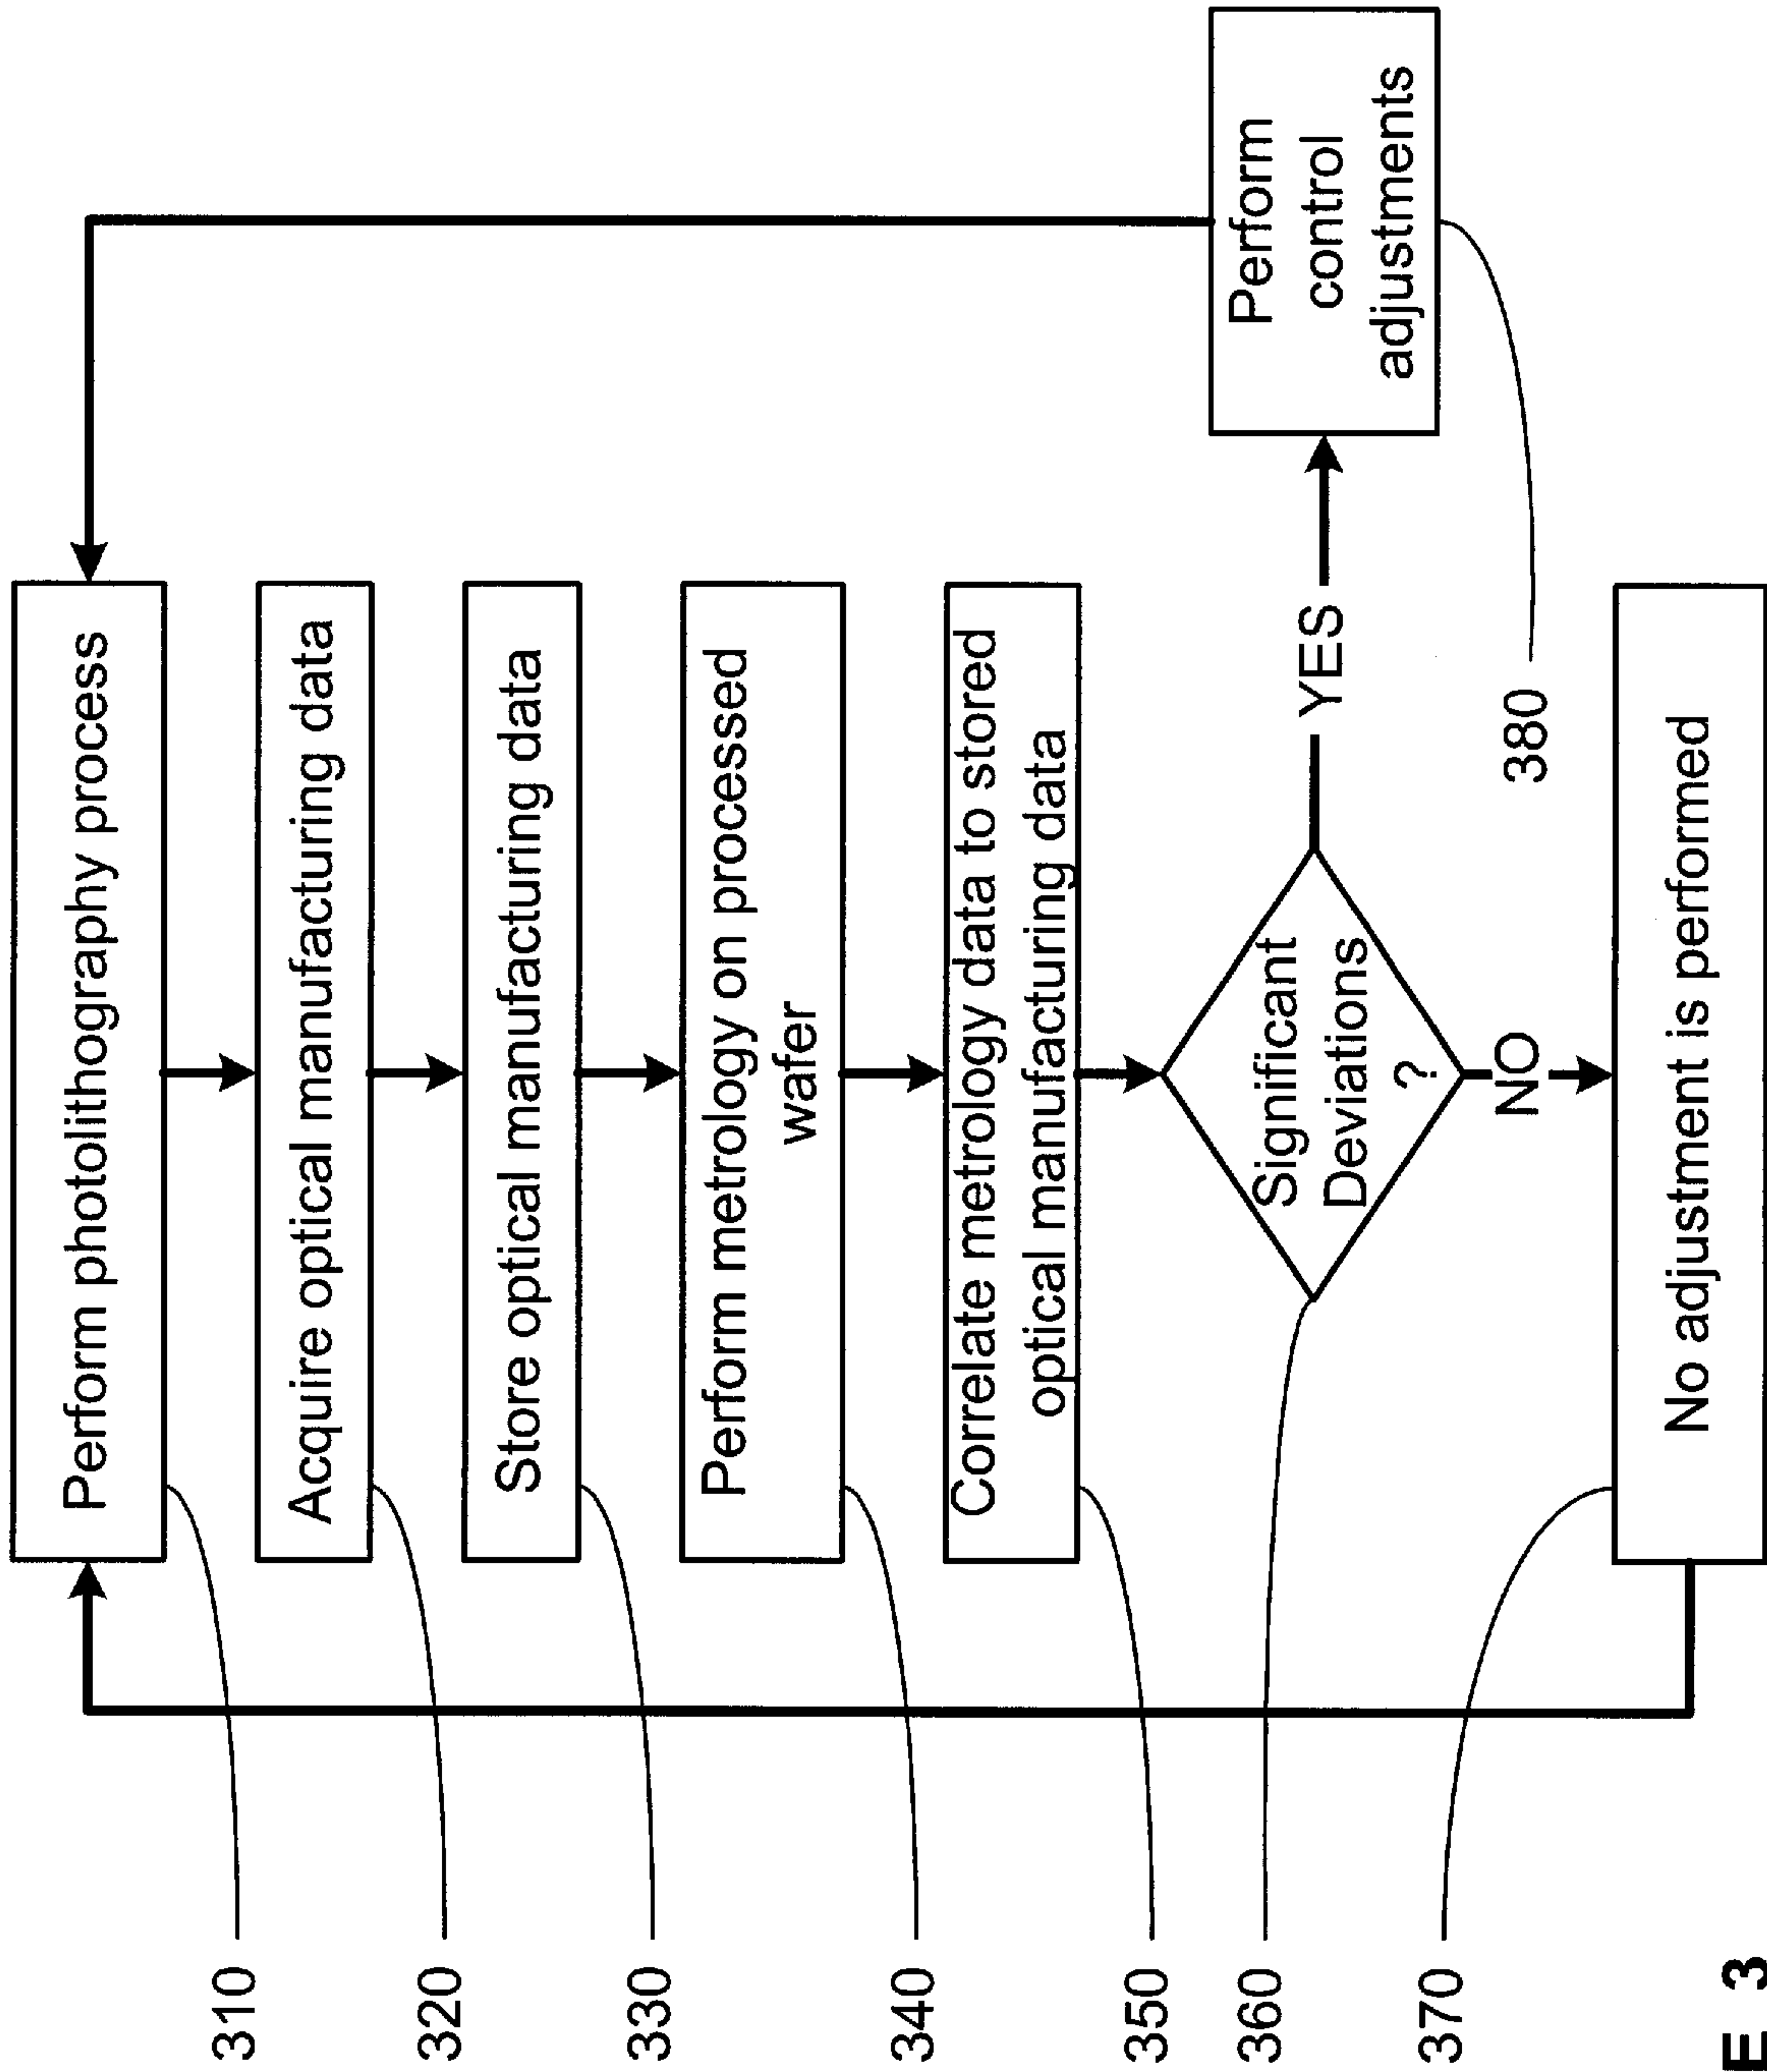 Perform photolithography process
310
Acquire optical manufacturing data
320
Store optical manufacturing data
330
Perform metrology on processed
wafer
340
Correlate metrology data to stored
optical manufacturing data
350
Significant
Deviations
?
360
YES
Perform
control
adjustments
380
NO
No adjustment is performed
370
E 3